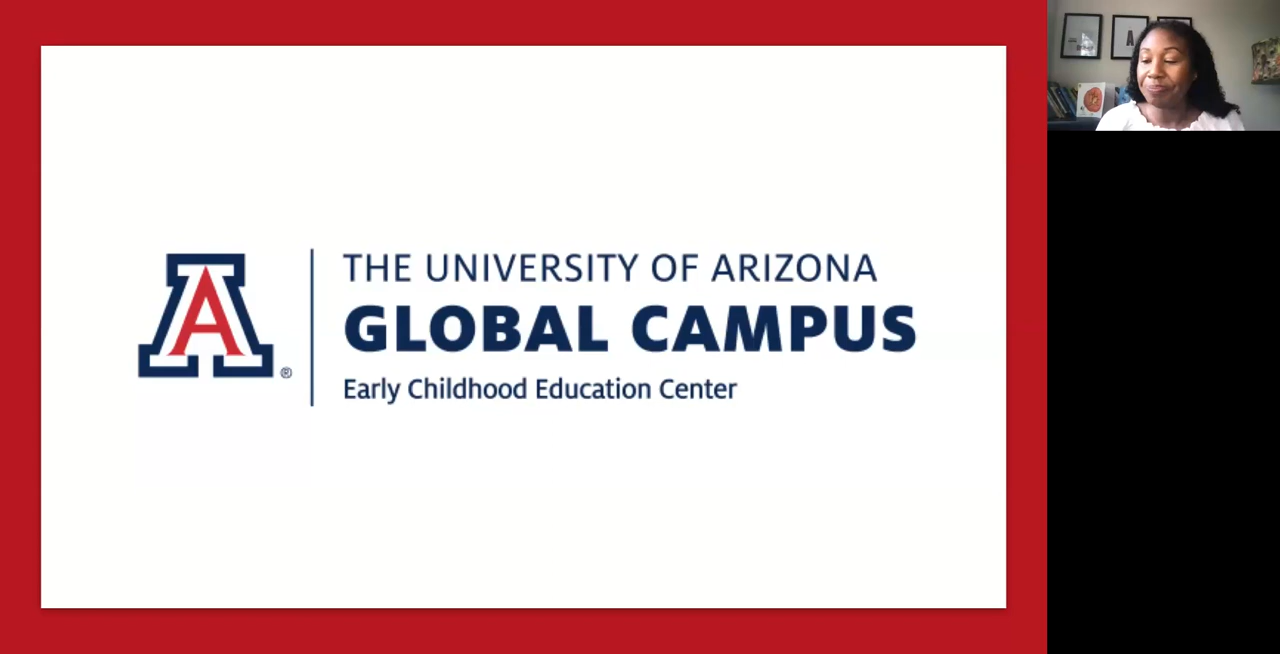 THE UNIVERSITY OF ARIZONA
GLOBAL CAMPUS
Early Childhood Education Center
A
®
A